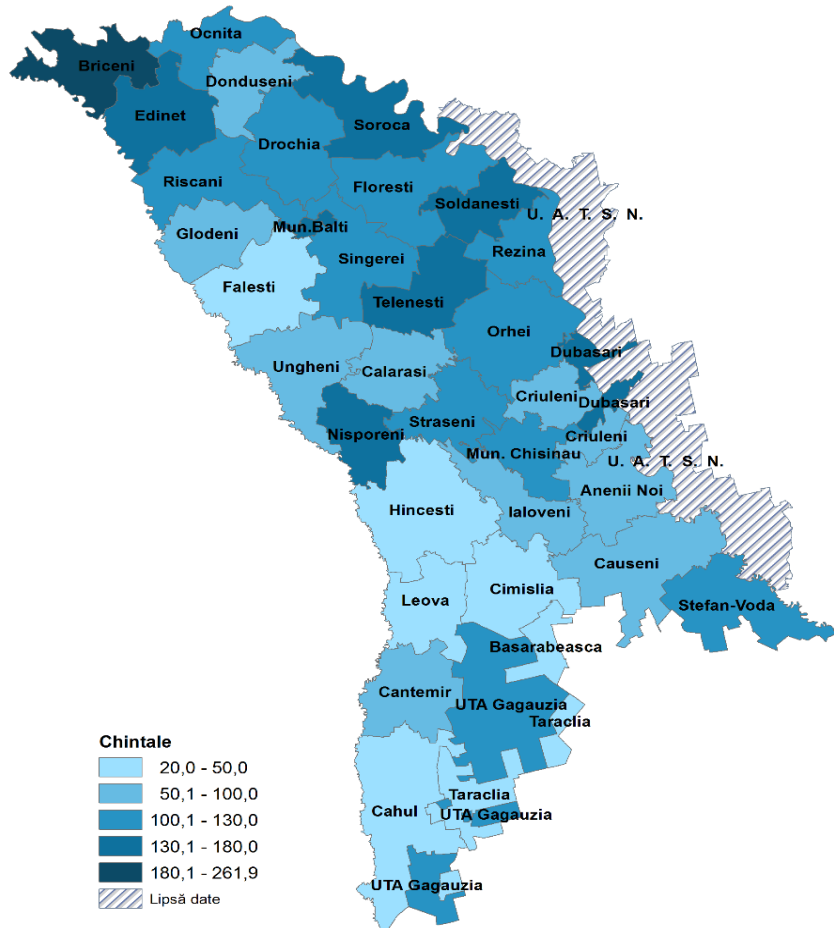 Ocnita
Briceni
Donduseni
Edinet
Soroca
Drochia
Riscani
Floresti
Soldanesti
U. A. T. S. N.
Glodeni
Mun.Balti
Singerei
Rezina
Falesti
Telenesti
Orhei
Dubasari
Ungheni
Calarasi
Criuleni
Dubasari
Nisporeni
Straseni
Criuleni
Mun. Chisinau
U. A. T. S. N.
Anenii Noi
Hincesti
Ialoveni
Causeni
Cimislia
Leova
Stefan-Voda
Basarabeasca
Cantemir
UTA Gagauzia
Taraclia
Chintale
20,0 - 50,0
50,1 - 100,0
100,1 - 130,0
130,1 - 180,0
180,1 - 261,9
Lipsă date
Taraclia
Cahul
UTA Gagauzia
UTA Gagauzia